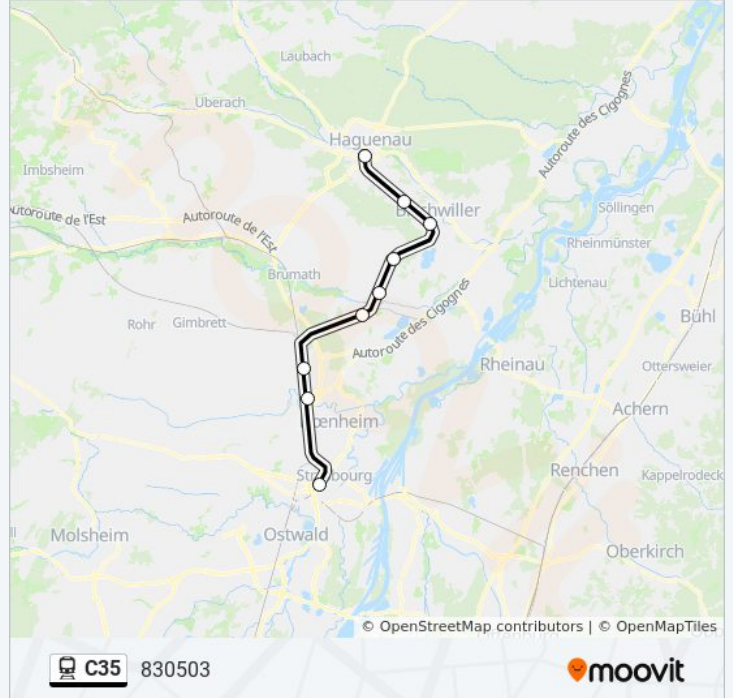 Laubach
Uberach
Haguenau
Autoroute des Cigognes
Imbsheim
Autoroute de l'Est
Autoroute de l'Est
Söllingen
Rheinmünster
Brumath
Lichtenau
Rohr
Gimbrett
Autoroute des Cigognes
Bühl
Rheinau
Ottersweier
Achern
Renchen
Kappelrodeck
Molsheim
Ostwald
Oberkirch
© OpenStreetMap contributors | © OpenMapTiles
C35 830503
moovit